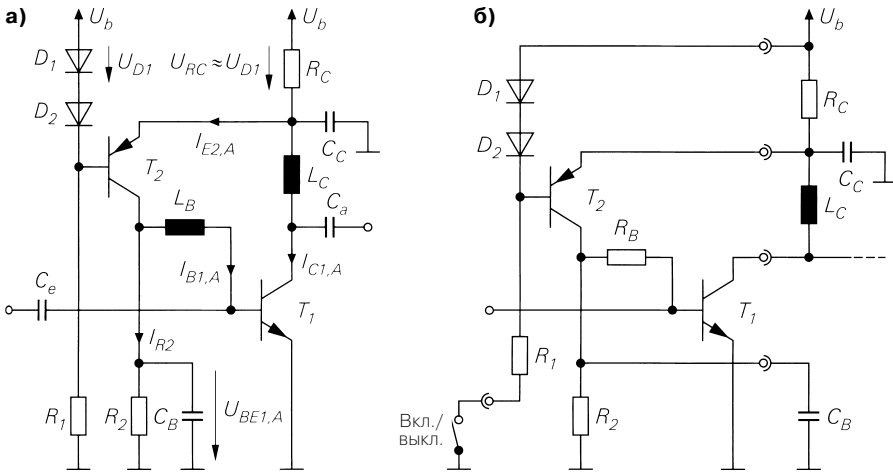 а)
U_b
U_b
D_1
U_D1
U_RC ≈ U_D1
R_C
D_2
I_E2,A
C_C
T_2
L_C
L_B
C_a
I_B1,A
I_C1,A
C_e
T_1
I_R2
R_1
R_2
C_B
U_BE1,A
б)
U_b
D_1
R_C
D_2
C_C
T_2
L_C
R_B
T_1
R_1
Вкл./
выкл.
R_2
C_B